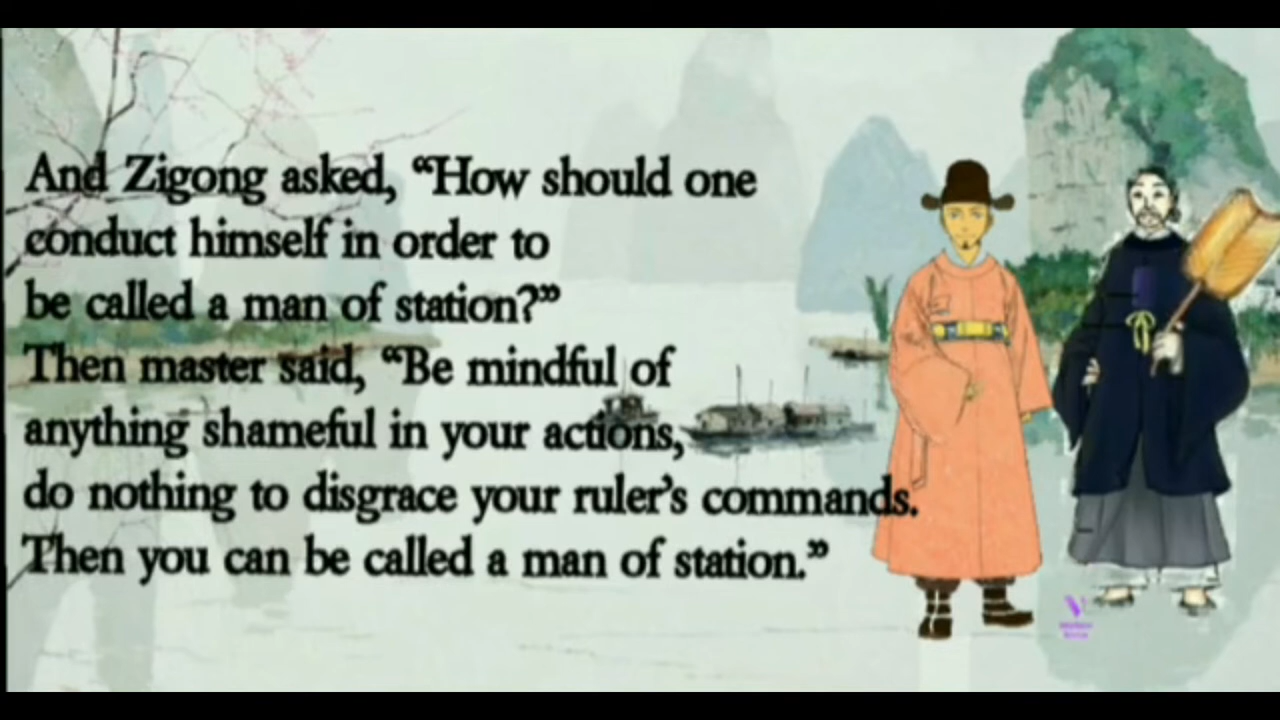 And Zigong asked, “How should one
conduct himself in order to
be called a man of station?”
Then master said, “Be mindful of
anything shameful in your actions,
do nothing to disgrace your ruler’s commands.
Then you can be called a man of station.”